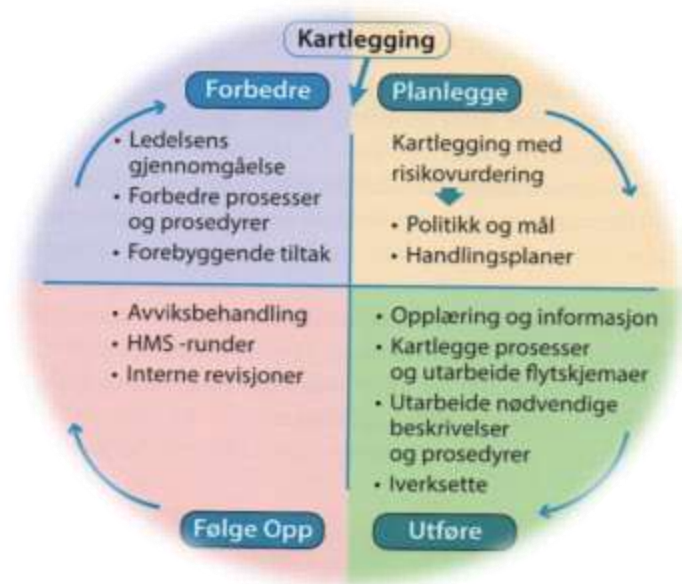 Kartlegging
Forbedre
• Ledelsens
gjennomgåelse
• Forbedre prosesser
og prosedyrer
• Forebyggende tiltak
Planlegge
Kartlegging med
risikovurdering
• Politikk og mål
• Handlingsplaner
• Avviksbehandling
• HMS -runder
• Interne revisjoner
Følge Opp
• Opplæring og informasjon
• Kartlegge prosesser
og utarbeide flytskjemaer
• Utarbeide nødvendige
beskrivelser
og prosedyrer
• Iverksette
Utføre